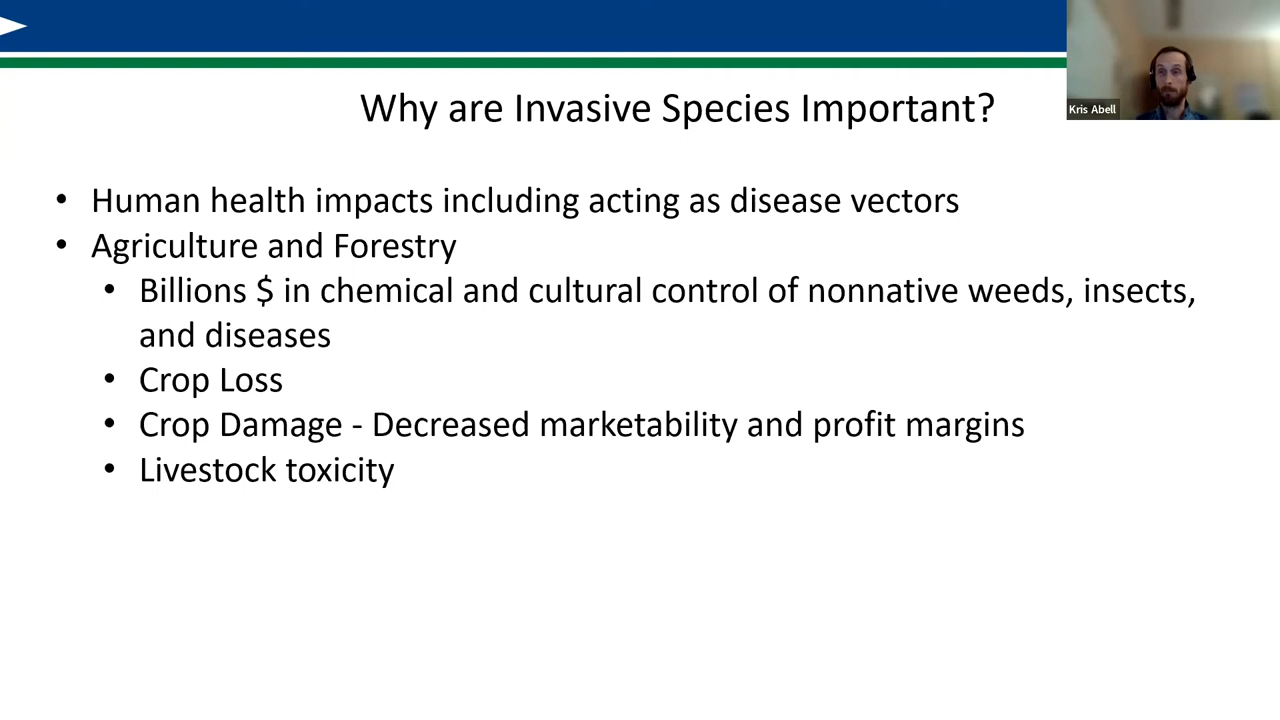 Kris Abell
Why are Invasive Species Important?
• Human health impacts including acting as disease vectors
• Agriculture and Forestry
• Billions $ in chemical and cultural control of nonnative weeds, insects,
and diseases
• Crop Loss
• Crop Damage - Decreased marketability and profit margins
• Livestock toxicity